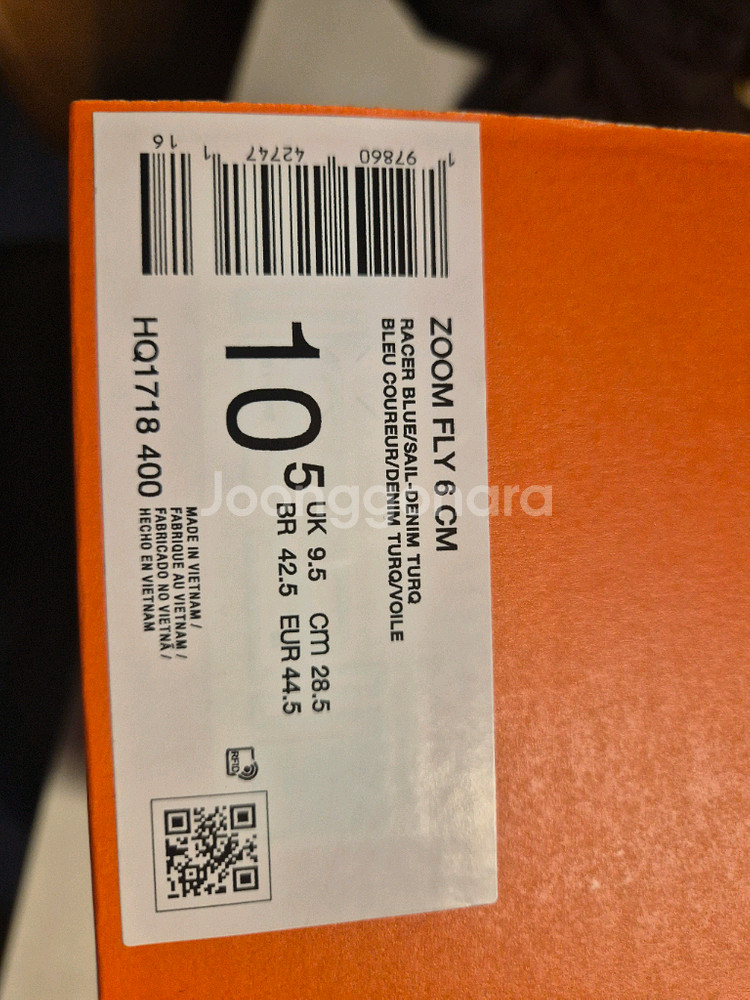 ZOOM FLY 6 CM
RACER BLUE/SAIL-DENIM TURQ
BLEU COUREUR/DENIM TURQ/VOILE
10
5
UK 9.5 cm 28.5
BR 42.5 EUR 44.5
HQ1718 400
MADE IN VIETNAM /
FABRIQUE AU VIETNAM /
FABRICADO NO VIETNÃ /
HECHO EN VIETNAM
1 97860 42747 1 16
RFID
Joonggonara